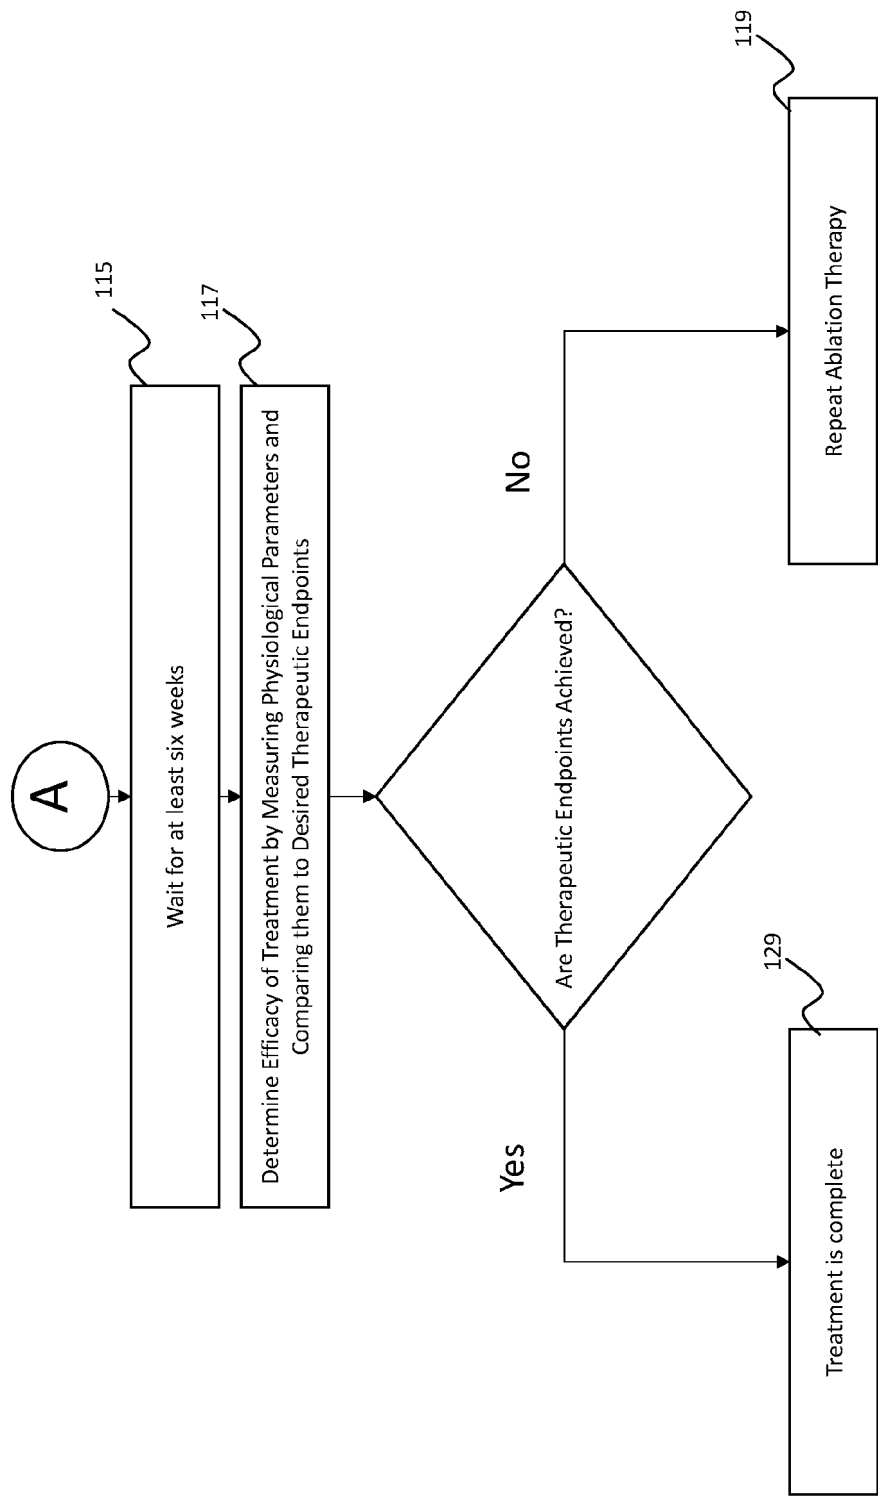 A
115
Wait for at least six weeks
117
Determine Efficacy of Treatment by Measuring Physiological Parameters and
Comparing them to Desired Therapeutic Endpoints
Are Therapeutic Endpoints Achieved?
Yes
No
129
Treatment is complete
119
Repeat Ablation Therapy